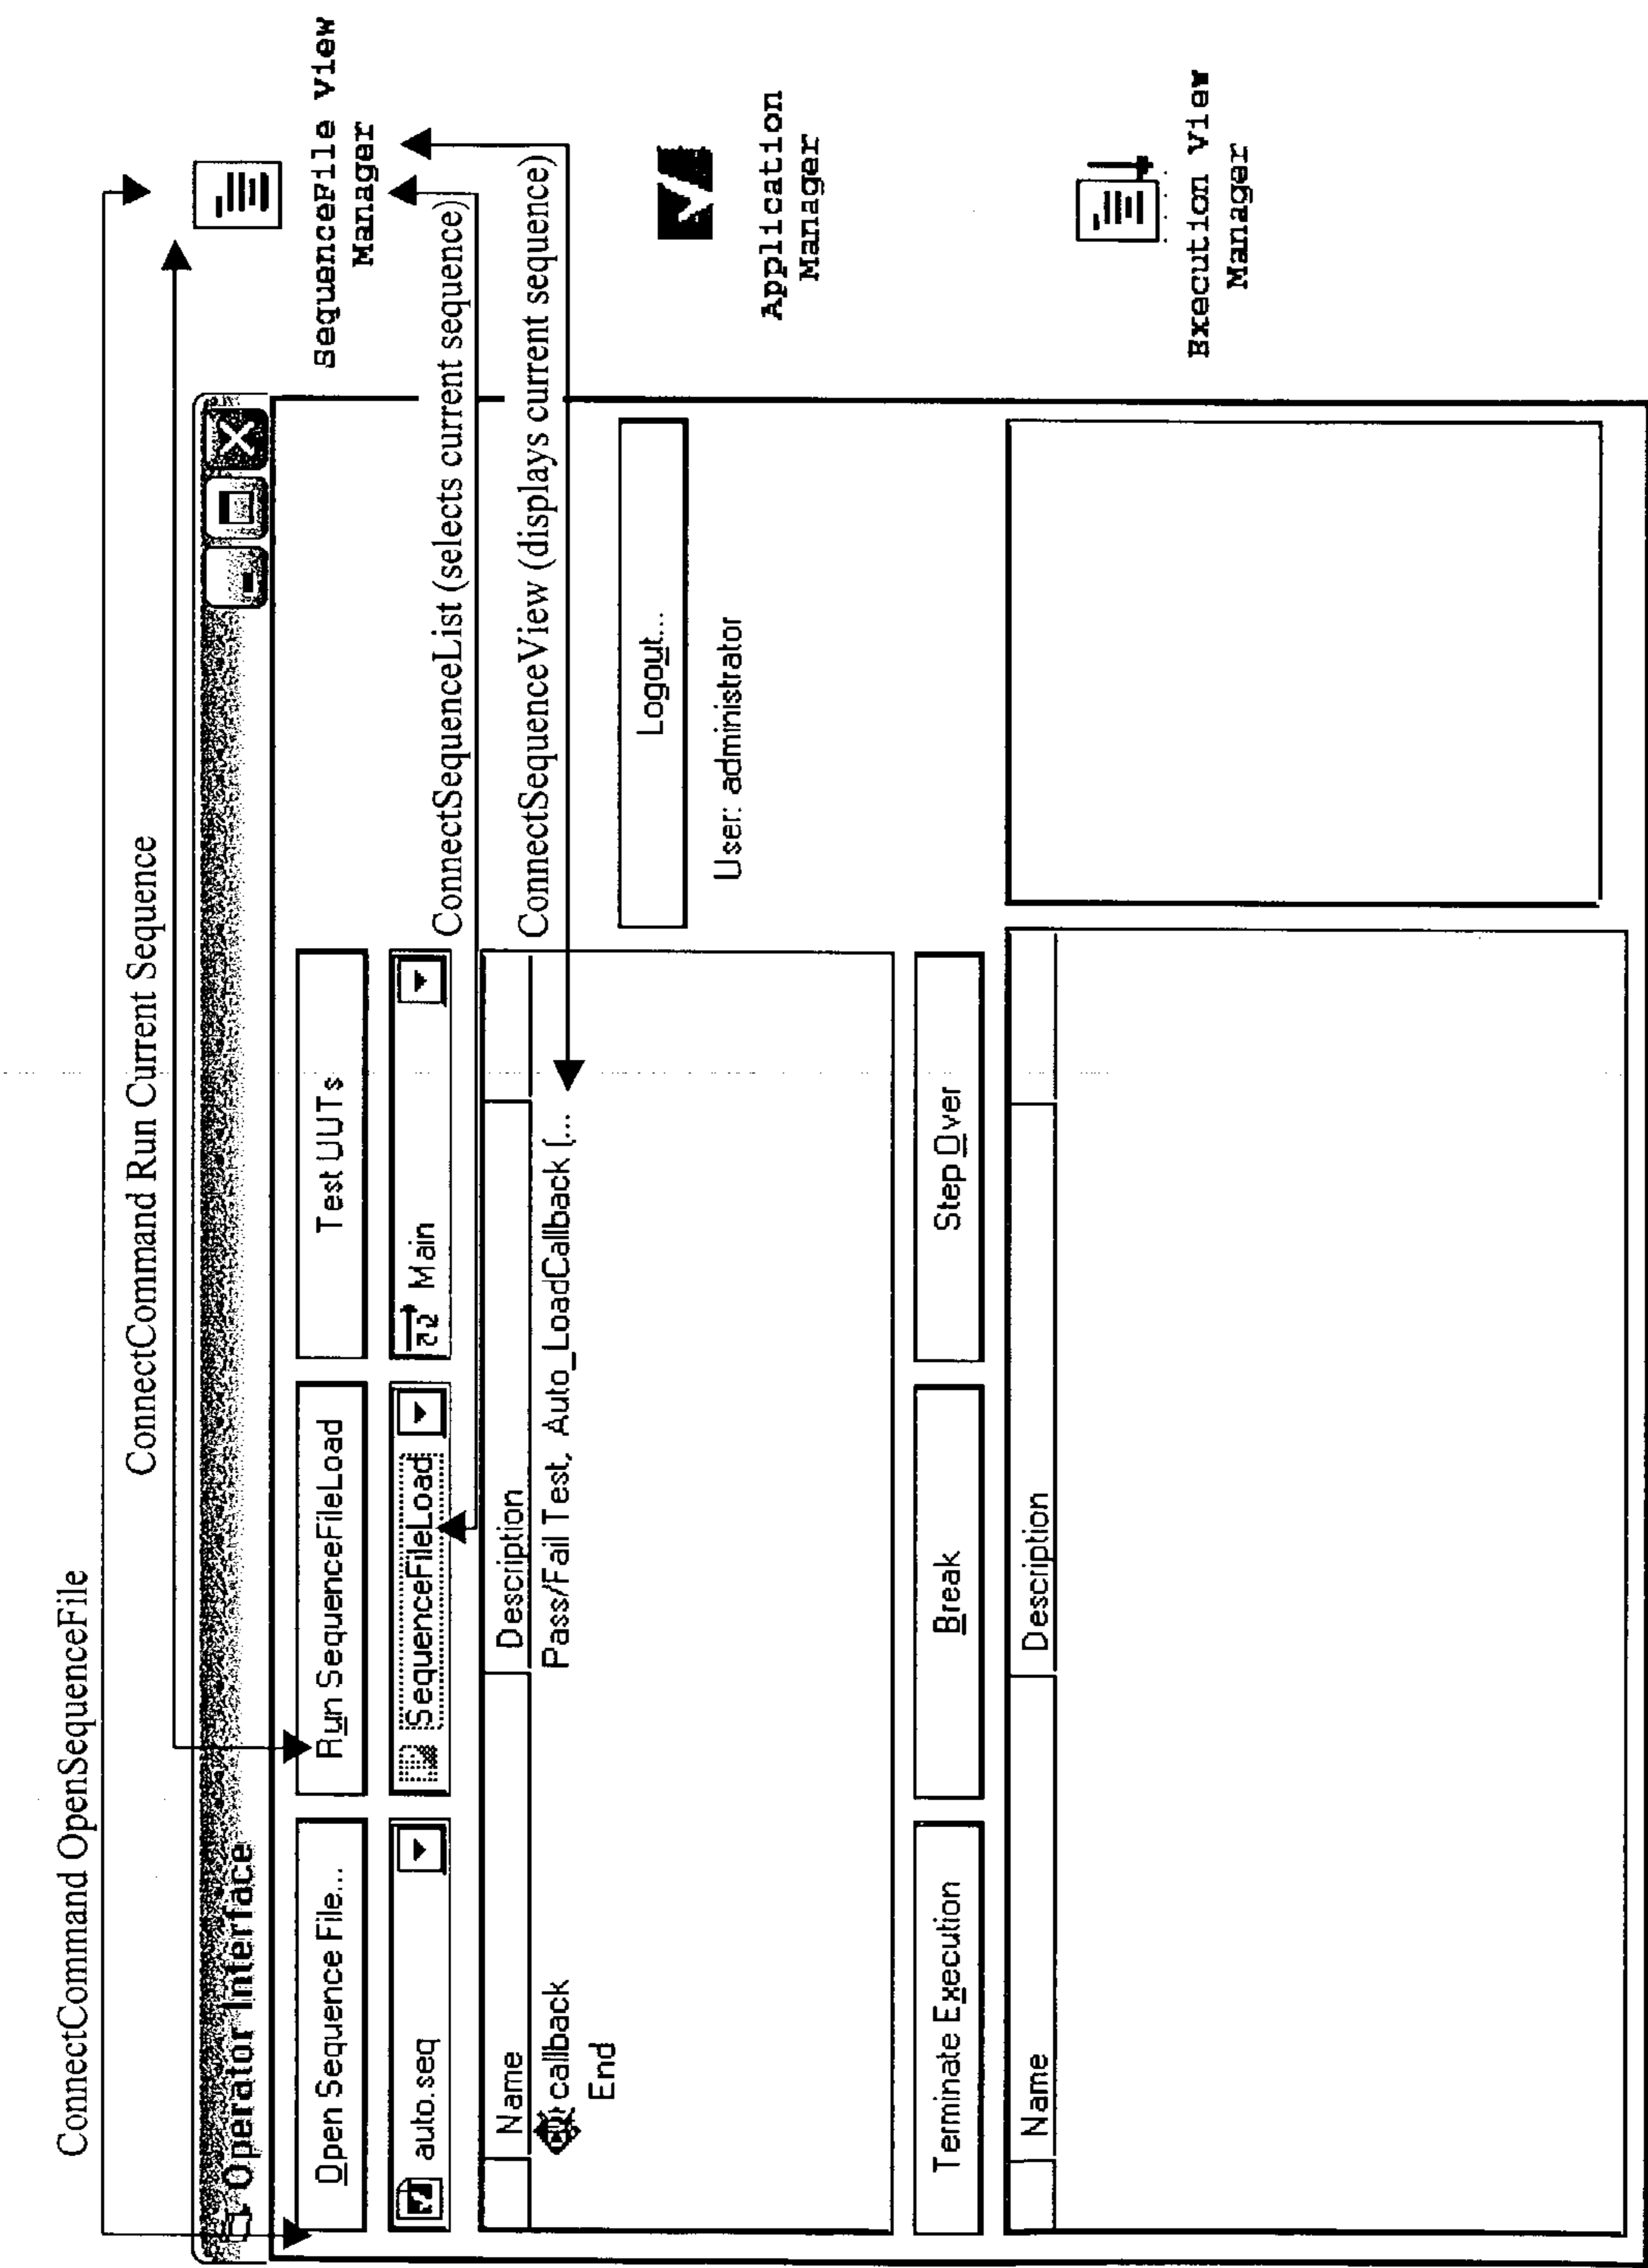 ConnectCommand OpenSequenceFile
ConnectCommand Run Current Sequence
Operator Interface
Open Sequence File...
Run SequenceFileLoad
Test UUTs
SequenceFile View
Manager
auto.seq
SequenceFileLoad
Main
ConnectSequenceList (selects current sequence)
Name
Description
ConnectSequenceView (displays current sequence)
callback
Pass/Fail Test, Auto_LoadCallback (...
End
Logout...
User: administrator
Application
Manager
Terminate Execution
Break
Step Over
Name
Description
Execution View
Manager